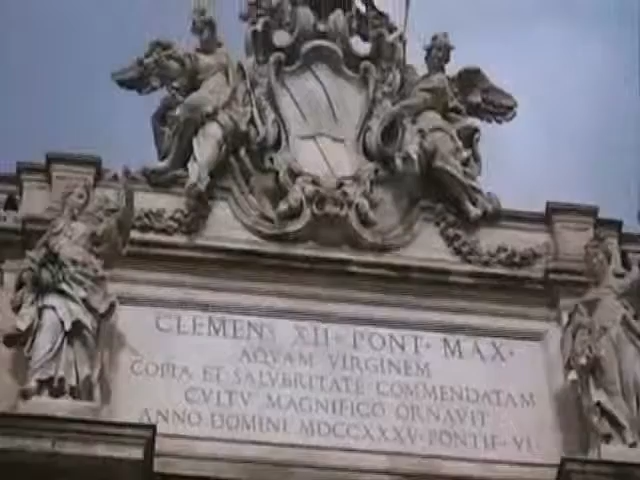 CLEMENS XII · PONT · MAX ·
AQVAM VIRGINEM
COPIA ET SALVBRITATE COMMENDATAM
CVLTV MAGNIFICO ORNAVIT
ANNO DOMINI MDCCXXXV · PONTIF · VI